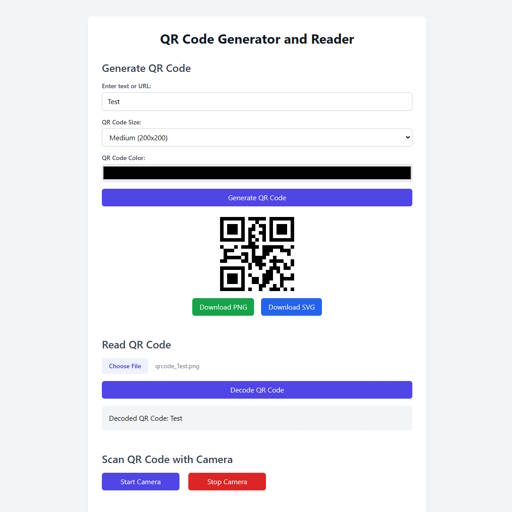 QR Code Generator and Reader
Generate QR Code
Enter text or URL:
Test
QR Code Size:
Medium (200x200)
QR Code Color:
Generate QR Code
Download PNG Download SVG
Read QR Code
Choose File qrcode_Test.png
Decode QR Code
Decoded QR Code: Test
Scan QR Code with Camera
Start Camera Stop Camera